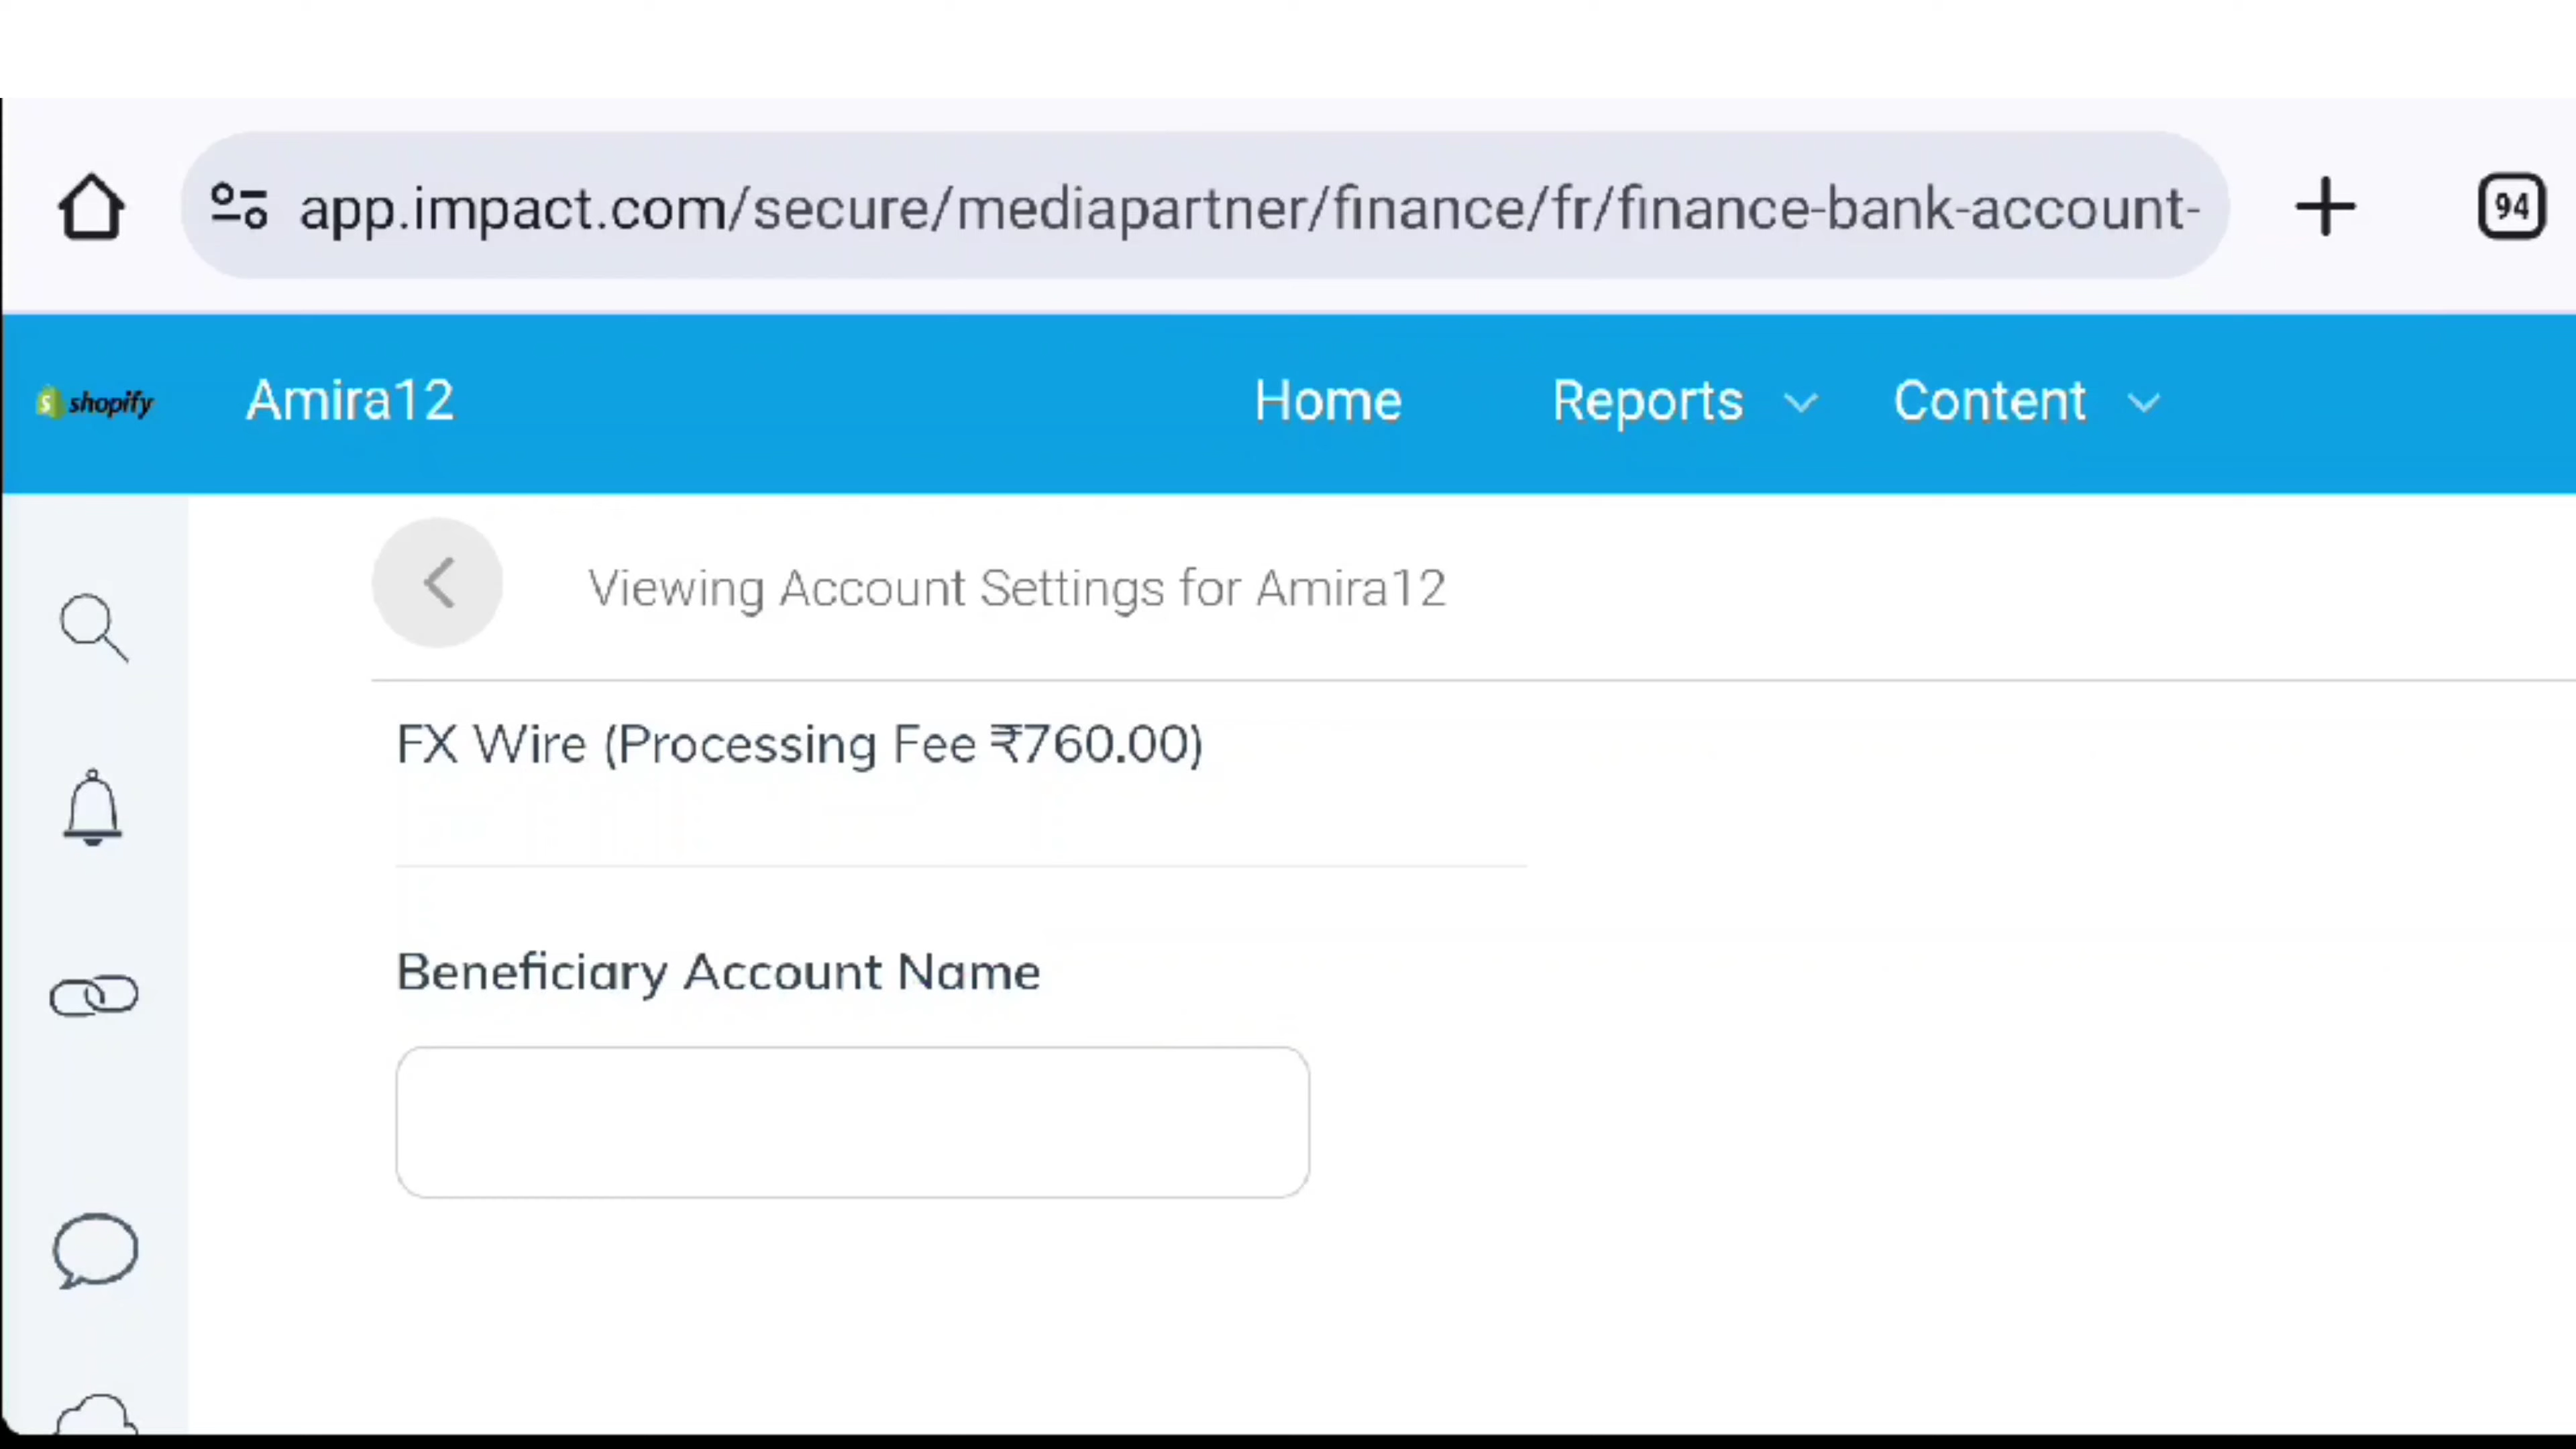 app.impact.com/secure/mediapartner/finance/fr/finance-bank-account-
94
shopify Amira12 Home Reports Content
Viewing Account Settings for Amira12
FX Wire (Processing Fee ₹760.00)
Beneficiary Account Name